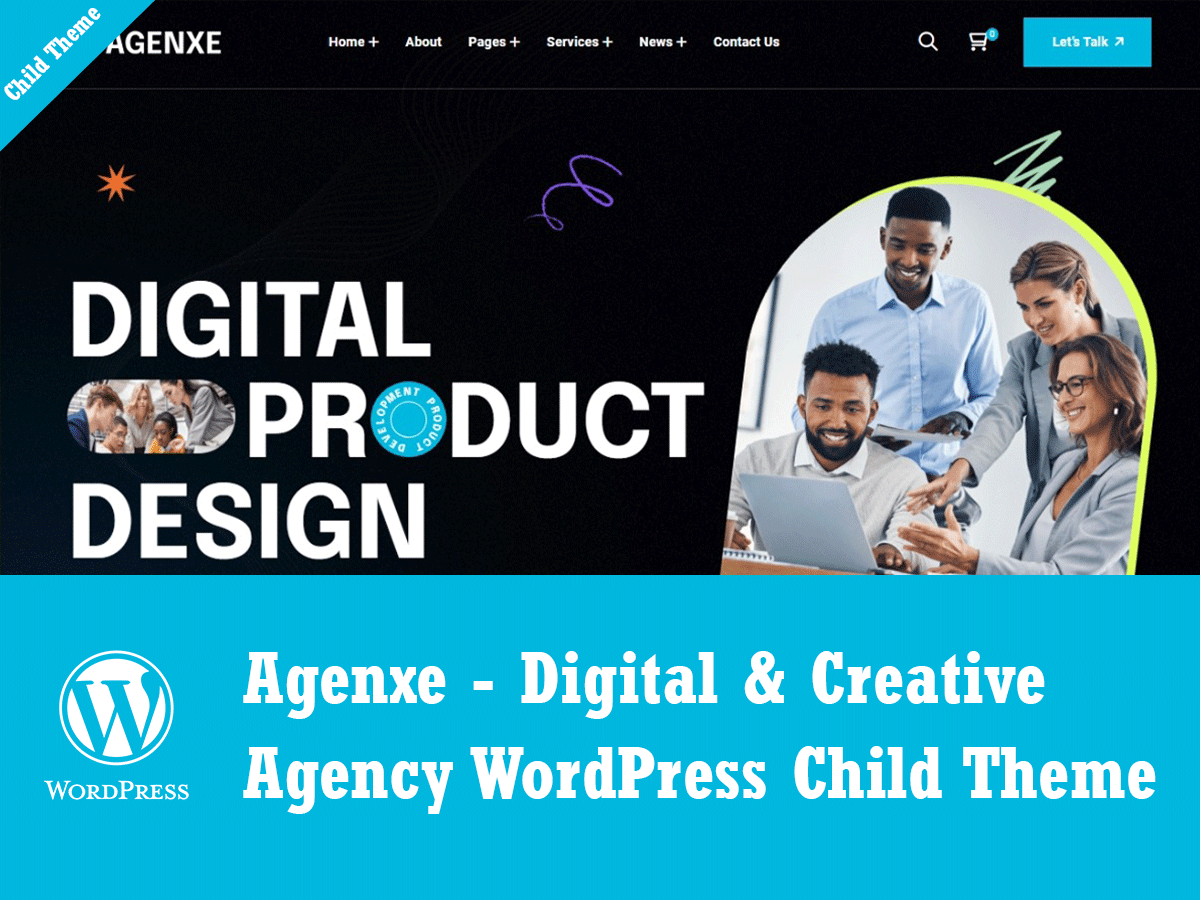 Child Theme
AGENXE
Home + About Pages + Services + News + Contact Us
0
Let's Talk
DIGITAL
PRODUCT
DEVELOPMENT PRODUCT
DESIGN
W
WORDPRESS
Agenxe - Digital & Creative
Agency WordPress Child Theme